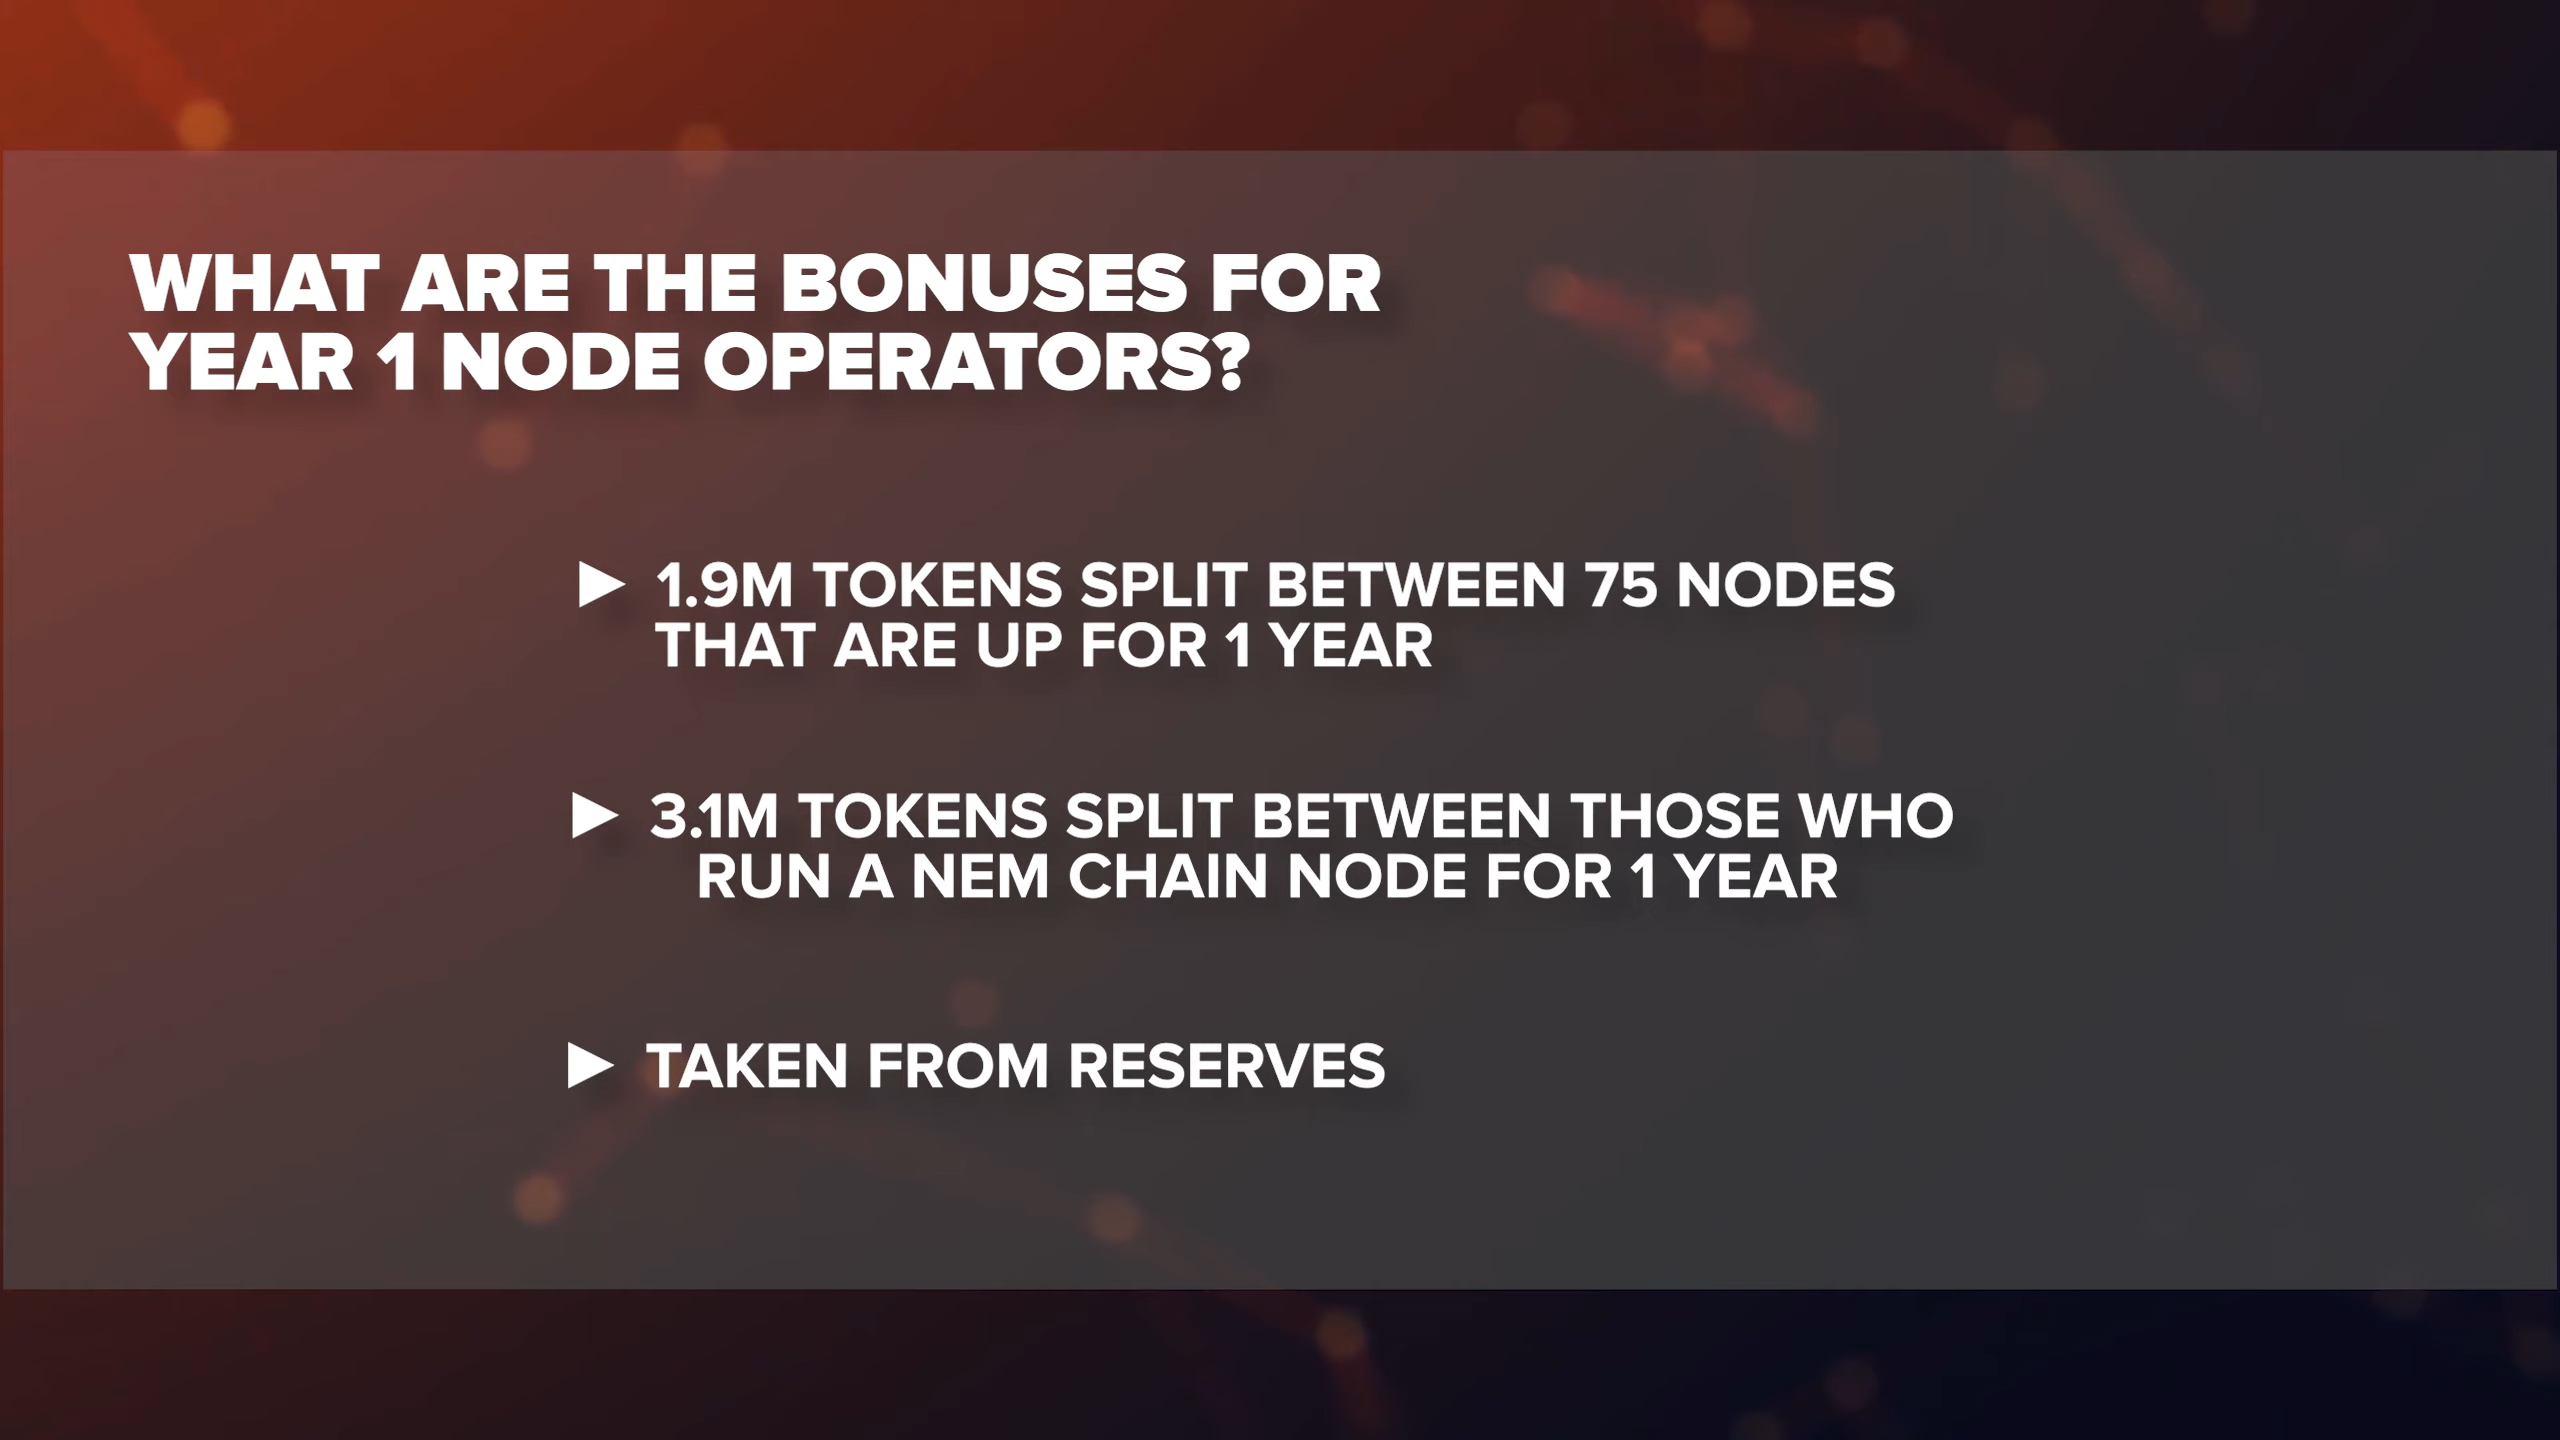 WHAT ARE THE BONUSES FOR
YEAR 1 NODE OPERATORS?
► 1.9M TOKENS SPLIT BETWEEN 75 NODES
THAT ARE UP FOR 1 YEAR
► 3.1M TOKENS SPLIT BETWEEN THOSE WHO
RUN A NEM CHAIN NODE FOR 1 YEAR
► TAKEN FROM RESERVES